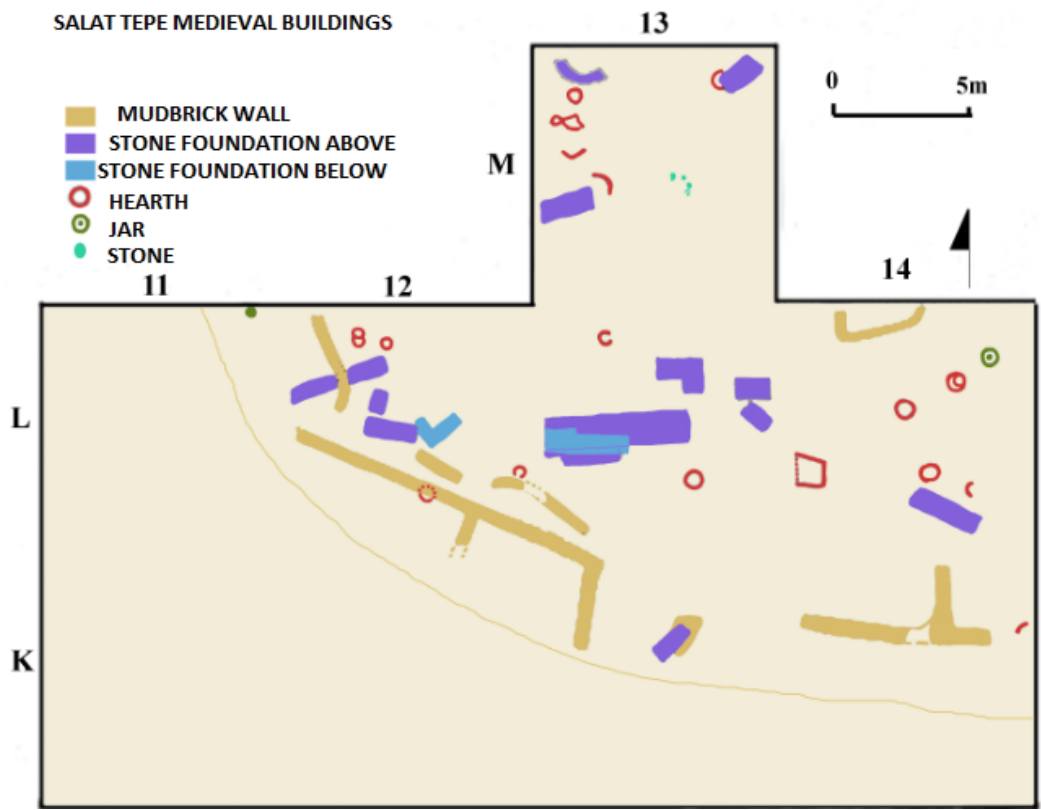 SALAT TEPE MEDIEVAL BUILDINGS
13
0 5m
MUDBRICK WALL
STONE FOUNDATION ABOVE
STONE FOUNDATION BELOW
M
HEARTH
JAR
STONE
14
11
12
L
K